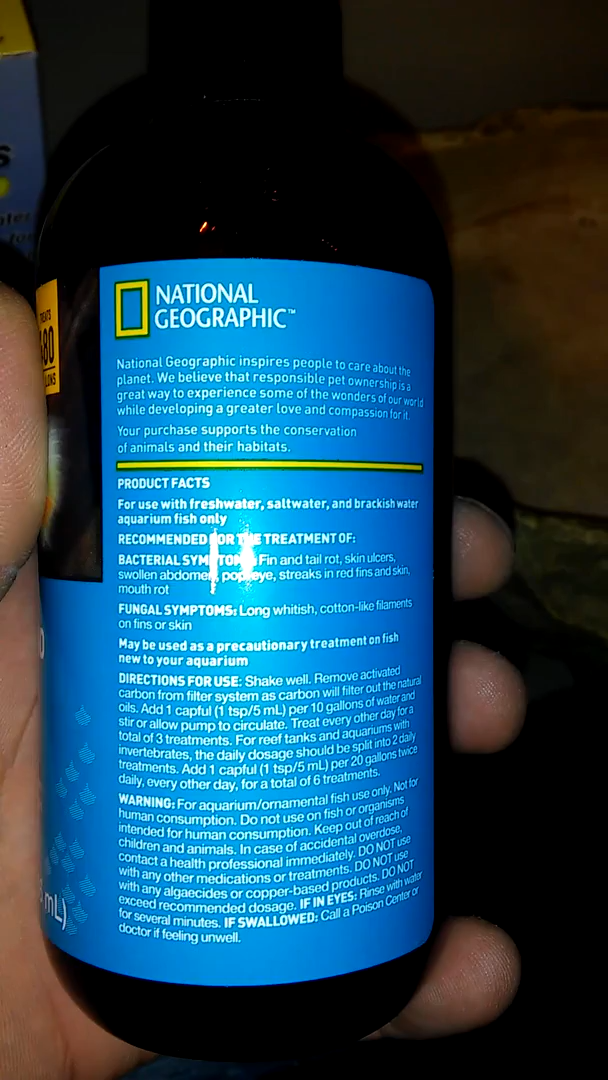 NATIONAL
GEOGRAPHIC™
National Geographic inspires people to care about the
planet. We believe that responsible pet ownership is a
great way to experience some of the wonders of our world
while developing a greater love and compassion for it.
Your purchase supports the conservation
of animals and their habitats.
PRODUCT FACTS
For use with freshwater, saltwater, and brackish water
aquarium fish only
RECOMMENDED FOR THE TREATMENT OF:
BACTERIAL SYMPTOMS: Fin and tail rot, skin ulcers,
swollen abdomen, popeye, streaks in red fins and skin,
mouth rot
FUNGAL SYMPTOMS: Long whitish, cotton-like filaments
on fins or skin
May be used as a precautionary treatment on fish
new to your aquarium
DIRECTIONS FOR USE: Shake well. Remove activated
carbon from filter system as carbon will filter out the natural
oils. Add 1 capful (1 tsp/5 mL) per 10 gallons of water and
stir or allow pump to circulate. Treat every other day for a
total of 3 treatments. For reef tanks and aquariums with
invertebrates, the daily dosage should be split into 2 daily
treatments. Add 1 capful (1 tsp/5 mL) per 20 gallons twice
daily, every other day, for a total of 6 treatments.
WARNING: For aquarium/ornamental fish use only. Not for
human consumption. Do not use on fish or organisms
intended for human consumption. Keep out of reach of
children and animals. In case of accidental overdose,
contact a health professional immediately. DO NOT use
with any other medications or treatments. DO NOT use
with any algaecides or copper-based products. DO NOT
exceed recommended dosage. IF IN EYES: Rinse with water
for several minutes. IF SWALLOWED: Call a Poison Center or
doctor if feeling unwell.
TREATS
480
mL)